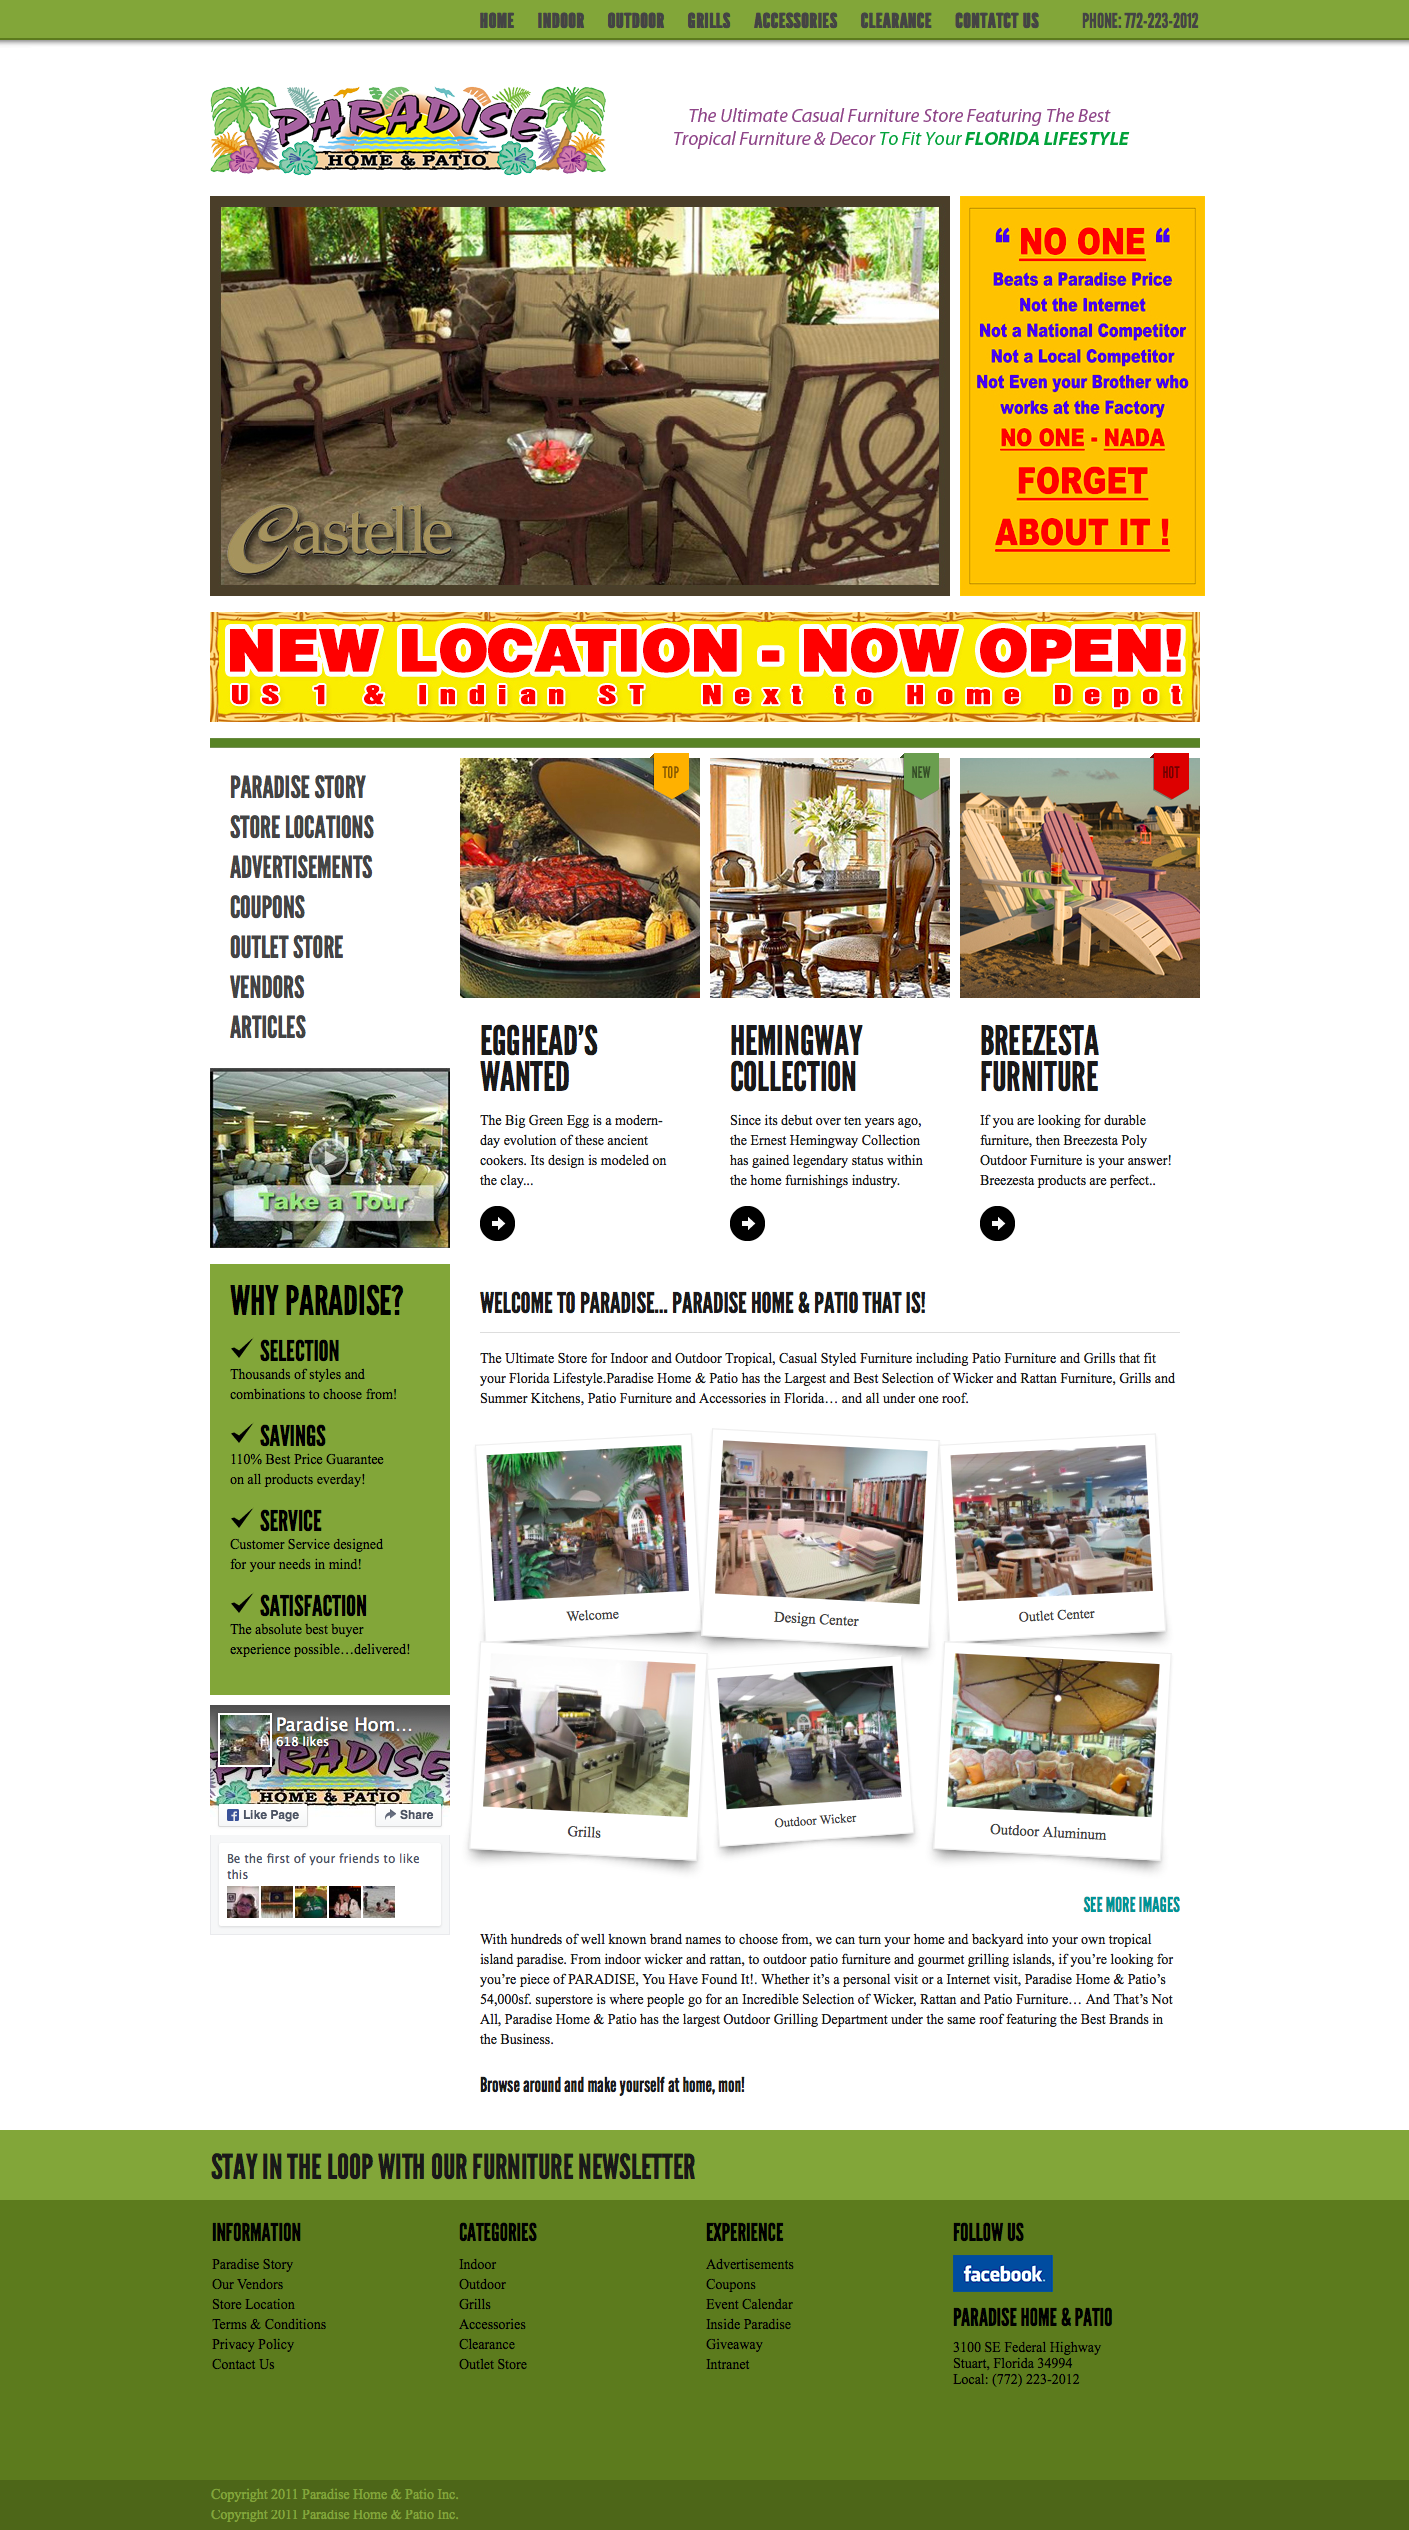 HOME INDOOR OUTDOOR GRILLS ACCESSORIES CLEARANCE CONTATCT US PHONE: 772-223-2012
PARADISE
HOME & PATIO
The Ultimate Casual Furniture Store Featuring The Best
Tropical Furniture & Decor To Fit Your FLORIDA LIFESTYLE
Castelle
“ NO ONE “
Beats a Paradise Price
Not the Internet
Not a National Competitor
Not a Local Competitor
Not Even your Brother who
works at the Factory
NO ONE - NADA
FORGET
ABOUT IT !
NEW LOCATION - NOW OPEN!
US 1 & Indian ST Next to Home Depot
PARADISE STORY
STORE LOCATIONS
ADVERTISEMENTS
COUPONS
OUTLET STORE
VENDORS
ARTICLES
Take a Tour
TOP
NEW
HOT
EGGHEAD’S
WANTED
The Big Green Egg is a modern-
day evolution of these ancient
cookers. Its design is modeled on
the clay...
HEMINGWAY
COLLECTION
Since its debut over ten years ago,
the Ernest Hemingway Collection
has gained legendary status within
the home furnishings industry.
BREEZESTA
FURNITURE
If you are looking for durable
furniture, then Breezesta Poly
Outdoor Furniture is your answer!
Breezesta products are perfect..
WHY PARADISE?
SELECTION
Thousands of styles and
combinations to choose from!
SAVINGS
110% Best Price Guarantee
on all products everday!
SERVICE
Customer Service designed
for your needs in mind!
SATISFACTION
The absolute best buyer
experience possible…delivered!
Paradise Hom...
618 likes
PARADISE
HOME & PATIO
Like Page
Share
Be the first of your friends to like
this
WELCOME TO PARADISE... PARADISE HOME & PATIO THAT IS!
The Ultimate Store for Indoor and Outdoor Tropical, Casual Styled Furniture including Patio Furniture and Grills that fit
your Florida Lifestyle.Paradise Home & Patio has the Largest and Best Selection of Wicker and Rattan Furniture, Grills and
Summer Kitchens, Patio Furniture and Accessories in Florida… and all under one roof.
Welcome
Design Center
Outlet Center
Grills
Outdoor Wicker
Outdoor Aluminum
SEE MORE IMAGES
With hundreds of well known brand names to choose from, we can turn your home and backyard into your own tropical
island paradise. From indoor wicker and rattan, to outdoor patio furniture and gourmet grilling islands, if you’re looking for
you’re piece of PARADISE, You Have Found It!. Whether it’s a personal visit or a Internet visit, Paradise Home & Patio’s
54,000sf. superstore is where people go for an Incredible Selection of Wicker, Rattan and Patio Furniture… And That’s Not
All, Paradise Home & Patio has the largest Outdoor Grilling Department under the same roof featuring the Best Brands in
the Business.
Browse around and make yourself at home, mon!
STAY IN THE LOOP WITH OUR FURNITURE NEWSLETTER
INFORMATION
Paradise Story
Our Vendors
Store Location
Terms & Conditions
Privacy Policy
Contact Us
CATEGORIES
Indoor
Outdoor
Grills
Accessories
Clearance
Outlet Store
EXPERIENCE
Advertisements
Coupons
Event Calendar
Inside Paradise
Giveaway
Intranet
FOLLOW US
facebook.
PARADISE HOME & PATIO
3100 SE Federal Highway
Stuart, Florida 34994
Local: (772) 223-2012
Copyright 2011 Paradise Home & Patio Inc.
Copyright 2011 Paradise Home & Patio Inc.